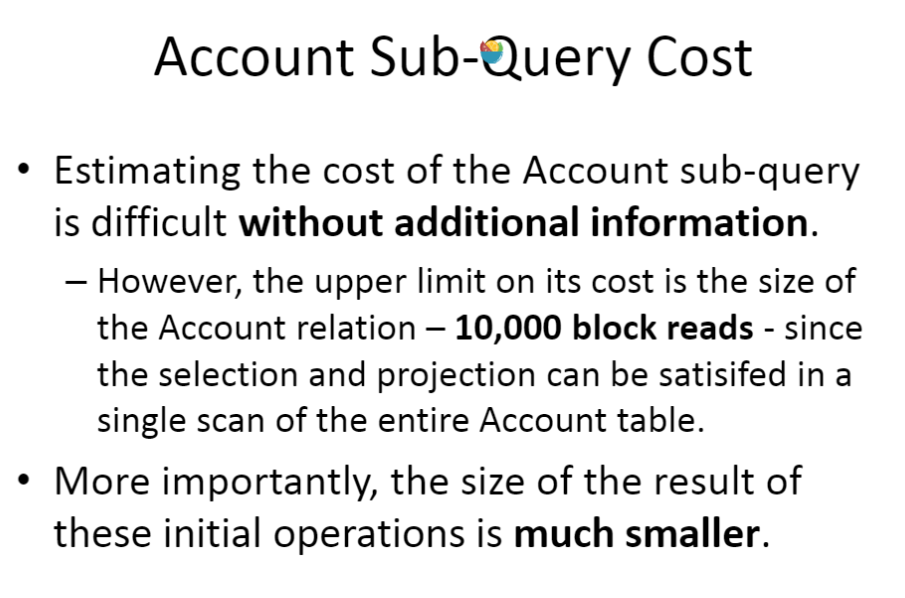 Account Sub-Query Cost
• Estimating the cost of the Account sub-query
is difficult without additional information.
– However, the upper limit on its cost is the size of
the Account relation – 10,000 block reads - since
the selection and projection can be satisifed in a
single scan of the entire Account table.
• More importantly, the size of the result of
these initial operations is much smaller.